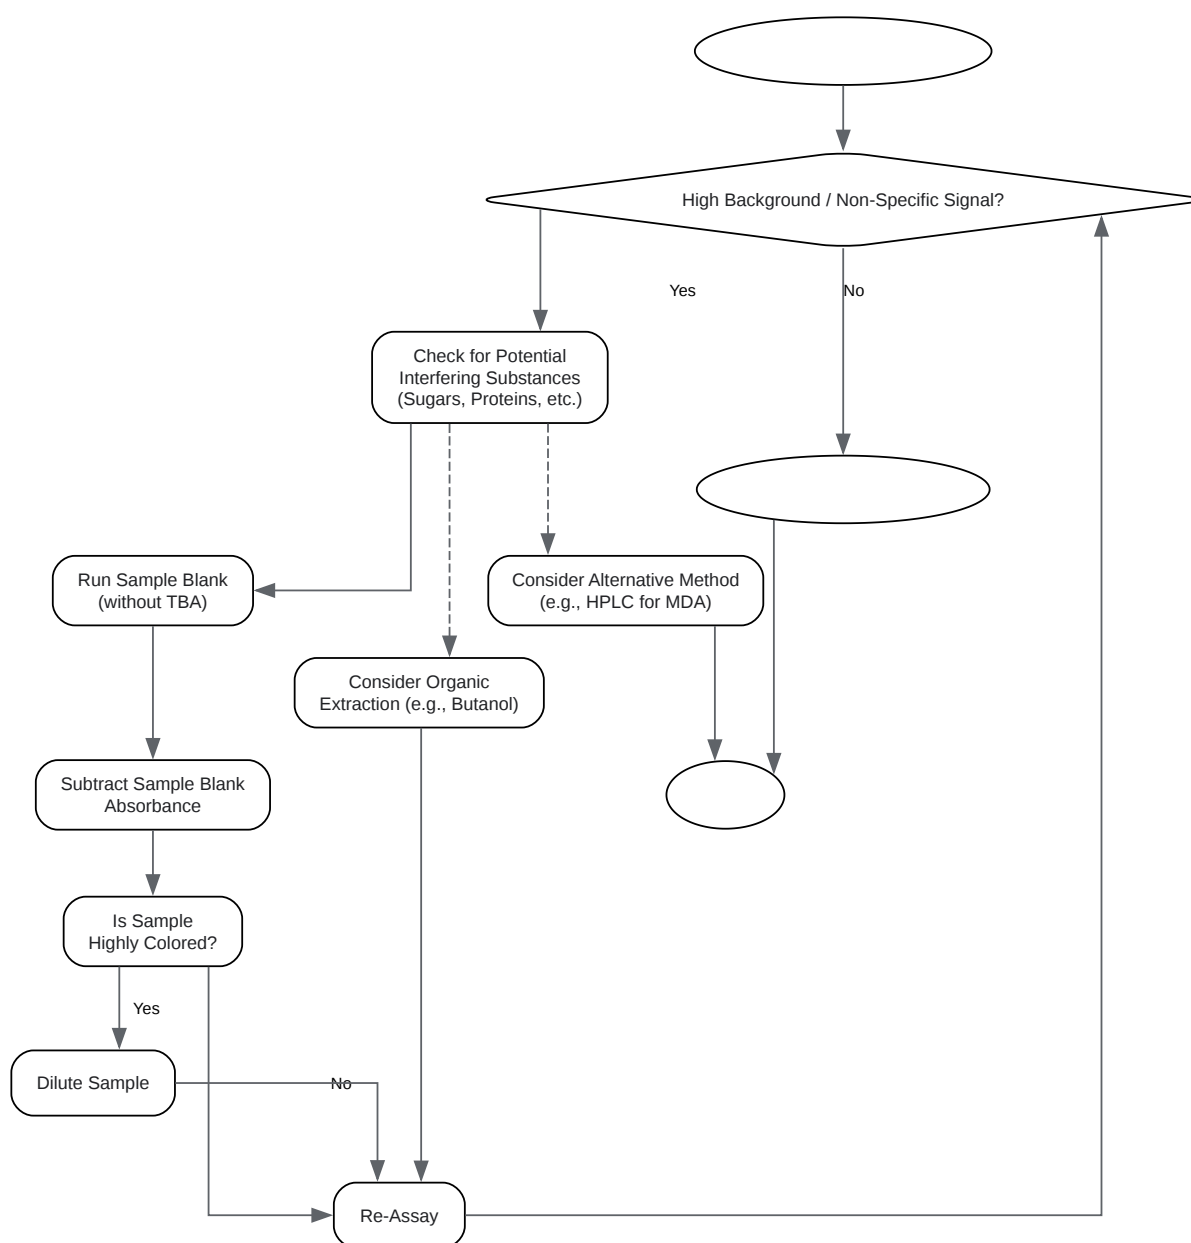 High Background / Non-Specific Signal?
Yes
No
Check for Potential
Interfering Substances
(Sugars, Proteins, etc.)
Run Sample Blank
(without TBA)
Consider Alternative Method
(e.g., HPLC for MDA)
Consider Organic
Extraction (e.g., Butanol)
Subtract Sample Blank
Absorbance
Is Sample
Highly Colored?
Yes
Dilute Sample
No
Re-Assay